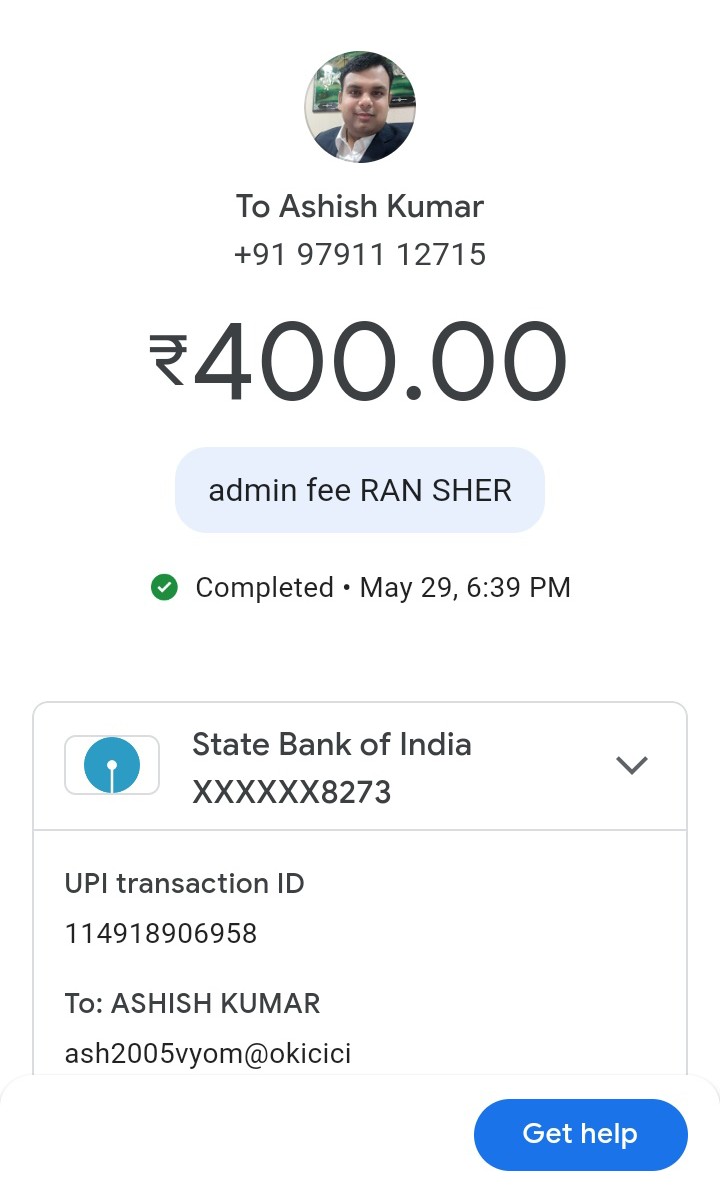 To Ashish Kumar
+91 97911 12715
₹400.00
admin fee RAN SHER
Completed • May 29, 6:39 PM
State Bank of India
XXXXXX8273
UPI transaction ID
114918906958
To: ASHISH KUMAR
ash2005vyom@okicici
Get help